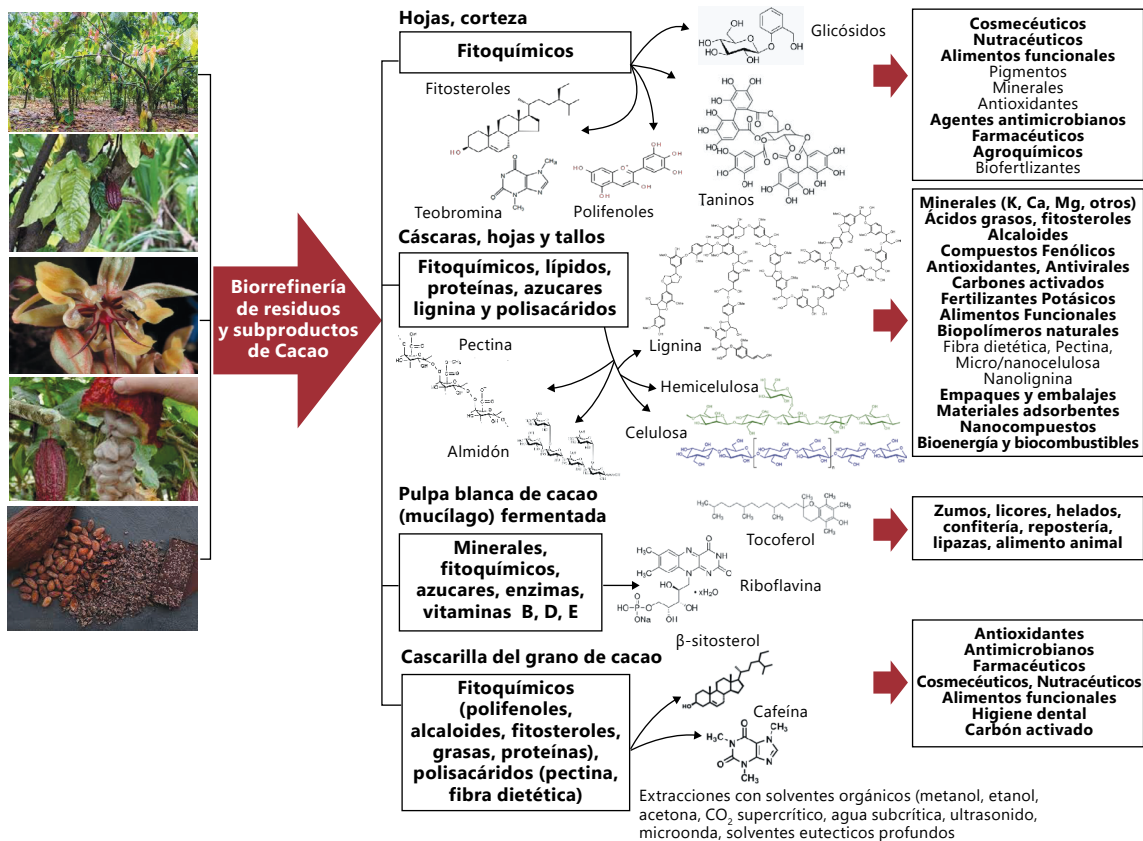 Biorrefinería
de residuos
y subproductos
de Cacao
Hojas, corteza
Fitoquímicos
Glicósidos
Fitosteroles
Teobromina
Polifenoles
Taninos
Cosmecéuticos
Nutracéuticos
Alimentos funcionales
Pigmentos
Minerales
Antioxidantes
Agentes antimicrobianos
Farmacéuticos
Agroquímicos
Biofertlizantes
Cáscaras, hojas y tallos
Fitoquímicos, lípidos,
proteínas, azucares
lignina y polisacáridos
Pectina
Lignina
Hemicelulosa
Celulosa
Almidón
Minerales (K, Ca, Mg, otros)
Ácidos grasos, fitosteroles
Alcaloides
Compuestos Fenólicos
Antioxidantes, Antivirales
Carbones activados
Fertilizantes Potásicos
Alimentos Funcionales
Biopolímeros naturales
Fibra dietética, Pectina,
Micro/nanocelulosa
Nanolignina
Empaques y embalajes
Materiales adsorbentes
Nanocompuestos
Bioenergía y biocombustibles
Pulpa blanca de cacao
(mucílago) fermentada
Minerales,
fitoquímicos,
azucares, enzimas,
vitaminas B, D, E
Tocoferol
Riboflavina
• xH₂O
Zumos, licores, helados,
confitería, repostería,
lipazas, alimento animal
Cascarilla del grano de cacao
Fitoquímicos
(polifenoles,
alcaloides, fitosteroles,
grasas, proteínas),
polisacáridos (pectina,
fibra dietética)
β-sitosterol
Cafeína
Antioxidantes
Antimicrobianos
Farmacéuticos
Cosmecéuticos, Nutracéuticos
Alimentos funcionales
Higiene dental
Carbón activado
Extracciones con solventes orgánicos (metanol, etanol,
acetona, CO₂ supercrítico, agua subcrítica, ultrasonido,
microonda, solventes eutecticos profundos